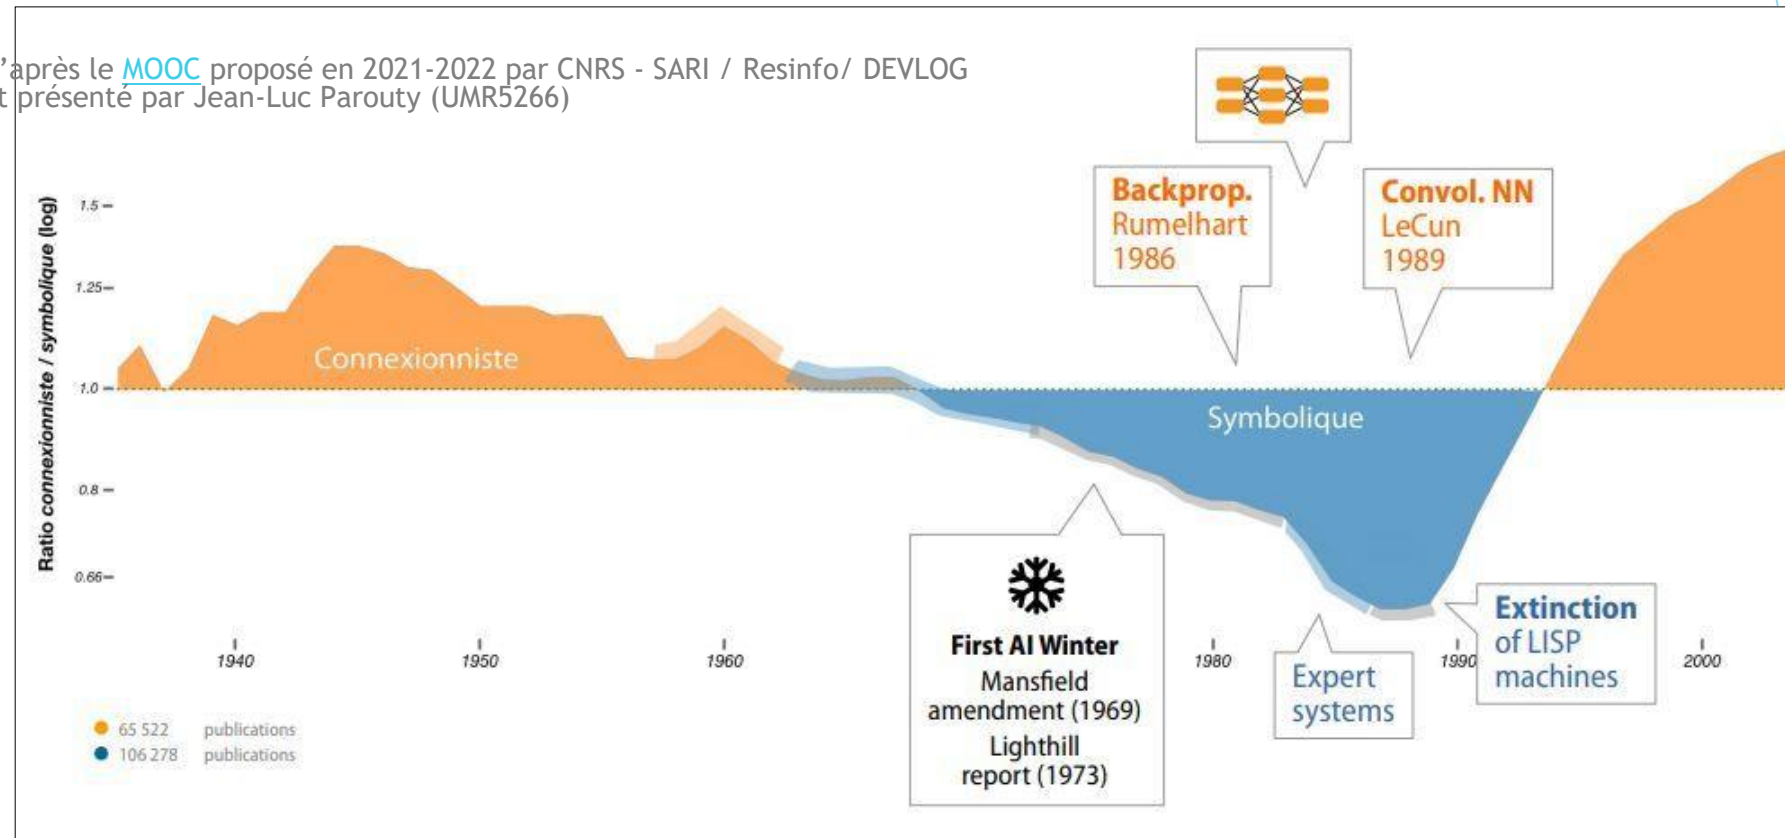 'après le MOOC proposé en 2021-2022 par CNRS - SARI / Resinfo/ DEVLOG
t présenté par Jean-Luc Parouty (UMR5266)
Backprop.
Rumelhart
1986
Convol. NN
LeCun
1989
Ratio connexionniste / symbolique (log)
1.5
1.25
1.0
0.8
0.66
Connexionniste
Symbolique
First AI Winter
Mansfield
amendment (1969)
Lighthill
report (1973)
Expert
systems
Extinction
of LISP
machines
1940
1950
1960
1980
1990
2000
65 522 publications
106 278 publications